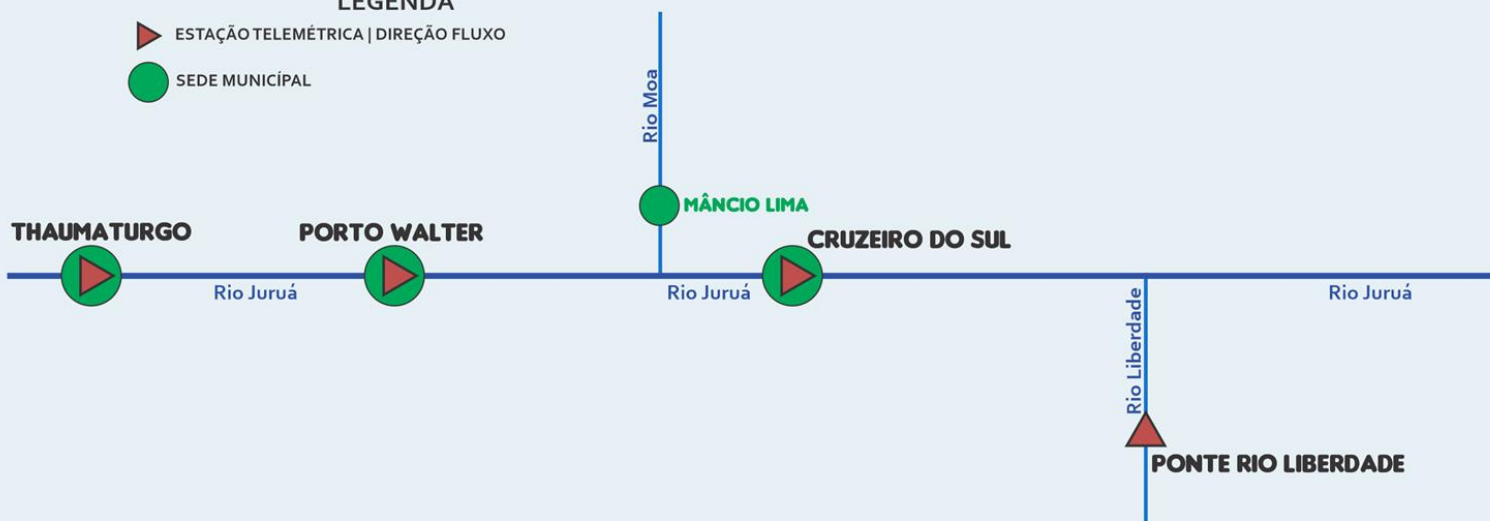 LEGENDA
ESTAÇÃO TELEMÉTRICA | DIREÇÃO FLUXO
SEDE MUNICÍPAL
Rio Moa
MÂNCIO LIMA
THAUMATURGO
PORTO WALTER
CRUZEIRO DO SUL
Rio Juruá
Rio Juruá
Rio Juruá
Rio Liberdade
PONTE RIO LIBERDADE